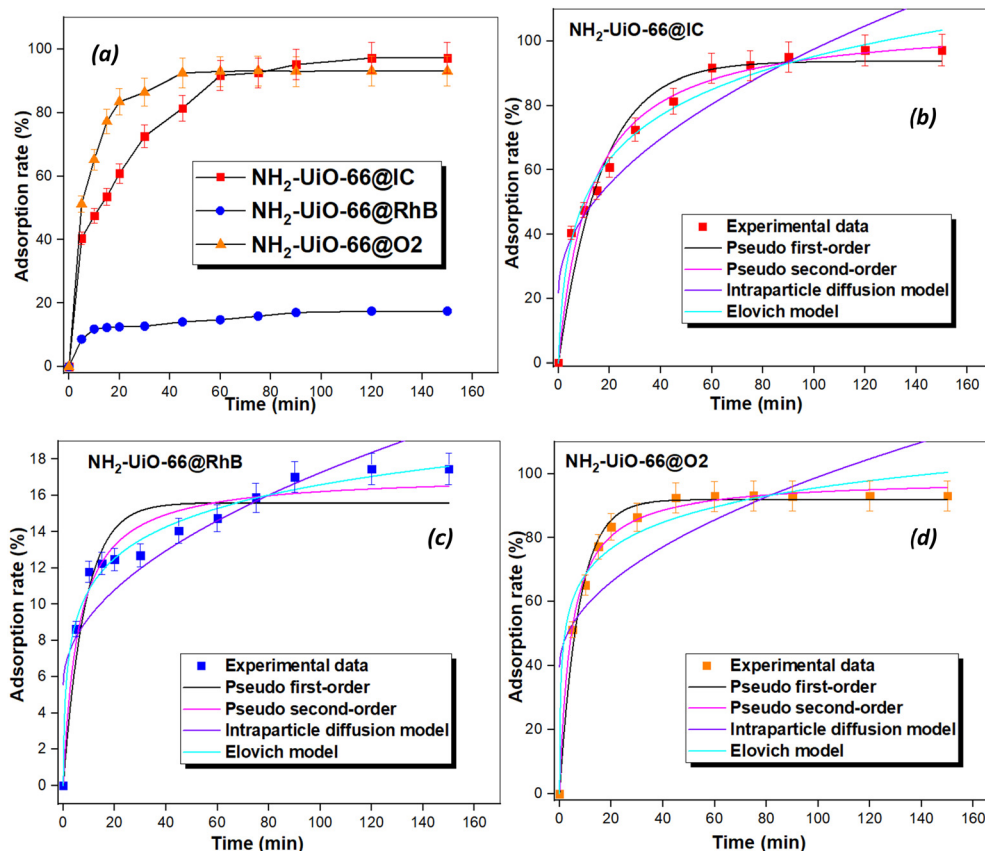 (a)
100
80
60
40
20
0
Adsorption rate (%)
NH2-UiO-66@IC
NH2-UiO-66@RhB
NH2-UiO-66@O2
0 20 40 60 80 100 120 140 160
Time (min)
NH2-UiO-66@IC
(b)
100
80
60
40
20
0
Adsorption rate (%)
Experimental data
Pseudo first-order
Pseudo second-order
Intraparticle diffusion model
Elovich model
0 20 40 60 80 100 120 140 160
Time (min)
NH2-UiO-66@RhB
(c)
18
16
14
12
10
8
6
4
2
0
Adsorption rate (%)
Experimental data
Pseudo first-order
Pseudo second-order
Intraparticle diffusion model
Elovich model
0 20 40 60 80 100 120 140 160
Time (min)
NH2-UiO-66@O2
(d)
100
80
60
40
20
0
Adsorption rate (%)
Experimental data
Pseudo first-order
Pseudo second-order
Intraparticle diffusion model
Elovich model
0 20 40 60 80 100 120 140 160
Time (min)